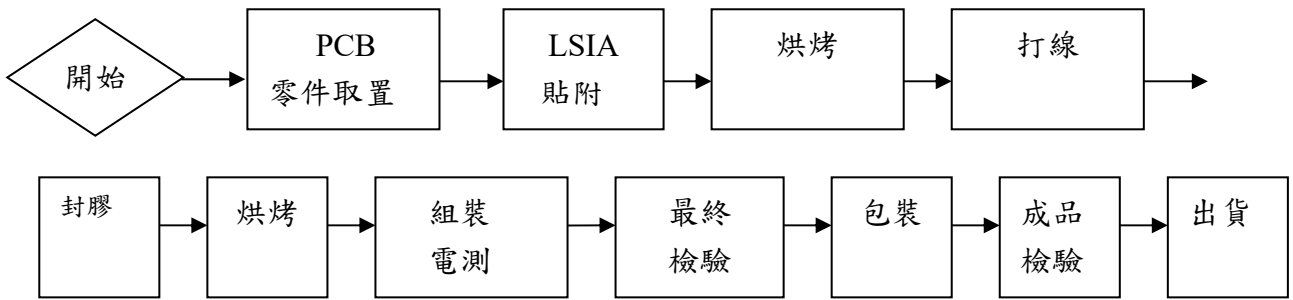 開始
PCB
零件取置
LSIA
貼附
烘烤
打線
封膠
烘烤
組裝
電測
最終
檢驗
包裝
成品
檢驗
出貨